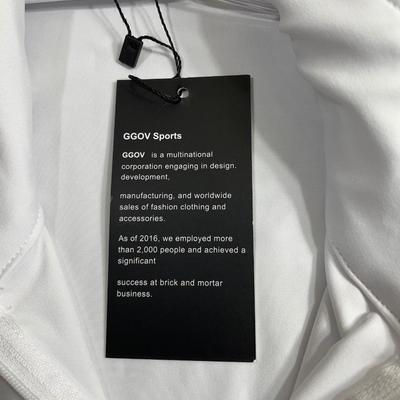 GGOV Sports
GGOV is a multinational
corporation engaging in design.
development,
manufacturing, and worldwide
sales of fashion clothing and
accessories.
As of 2016, we employed more
than 2,000 people and achieved a
significant
success at brick and mortar
business.